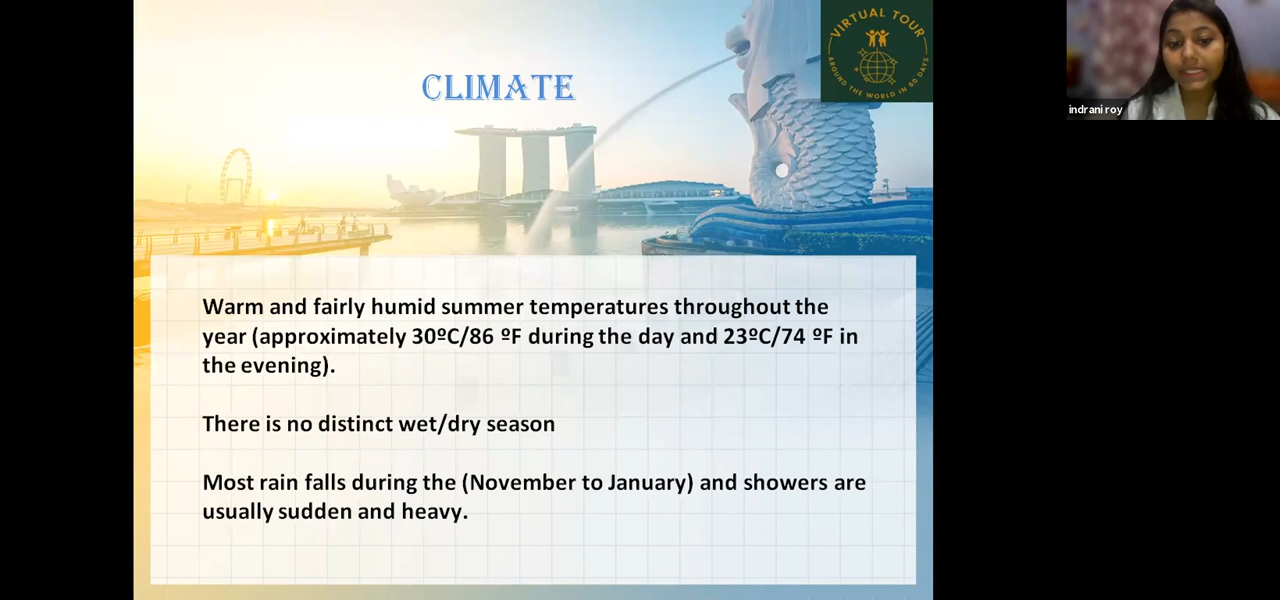 CLIMATE
VIRTUAL TOUR
AROUND THE WORLD IN 80 DAYS
indrani roy
Warm and fairly humid summer temperatures throughout the
year (approximately 30ºC/86 ºF during the day and 23ºC/74 ºF in
the evening).
There is no distinct wet/dry season
Most rain falls during the (November to January) and showers are
usually sudden and heavy.